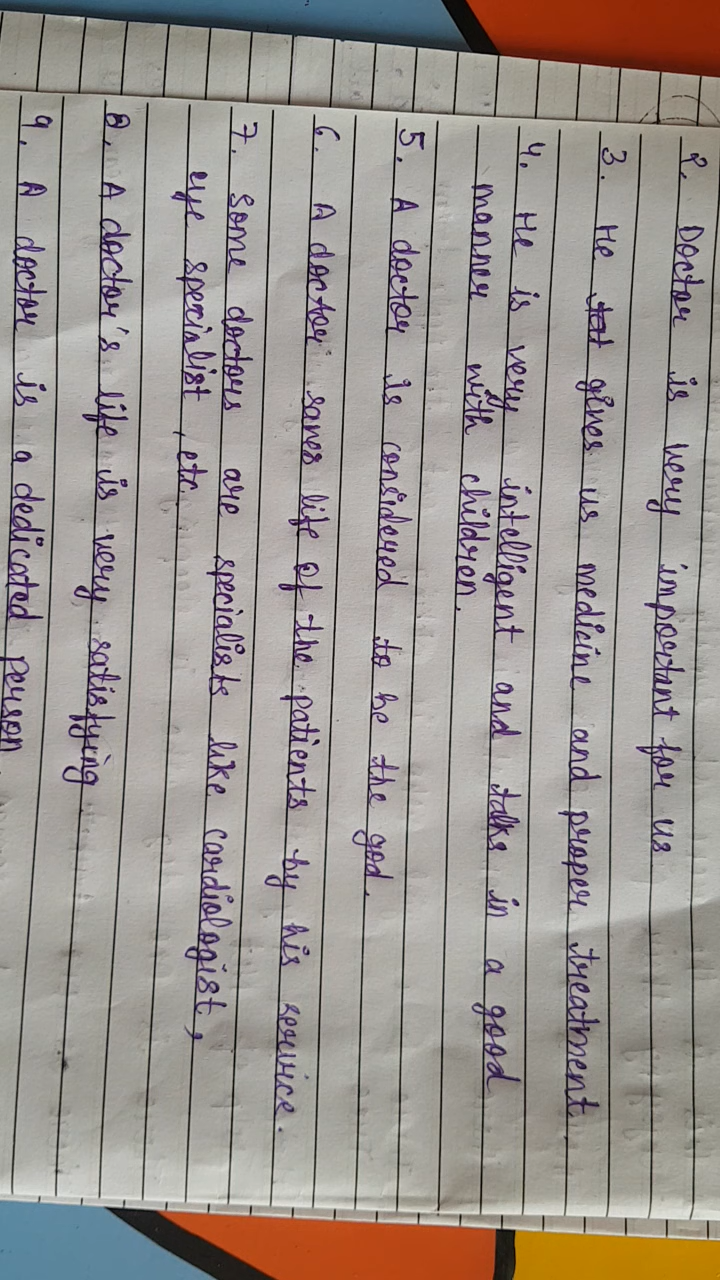 2. Doctor is very important for us
3. He gives us medicine and proper treatment.
4. He is very intelligent and talks in a good
manner with children.
5. A doctor is considered to be the god.
6. A doctor saves life of the patients by his service.
7. Some doctors are specialists like cardiologist,
eye specialist, etc.
8. A doctor's life is very satisfying.
9. A doctor is a dedicated person.